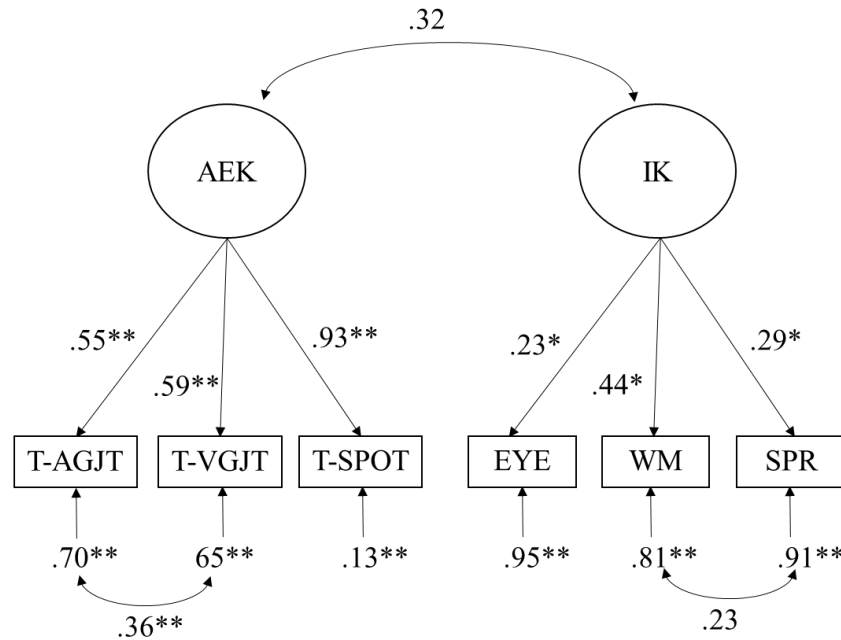 .32
AEK IK
.55** .59** .93** .23* .44* .29*
T-AGJT T-VGJT T-SPOT EYE WM SPR
.70** 65** .13** .95** .81** .91**
.36** .23